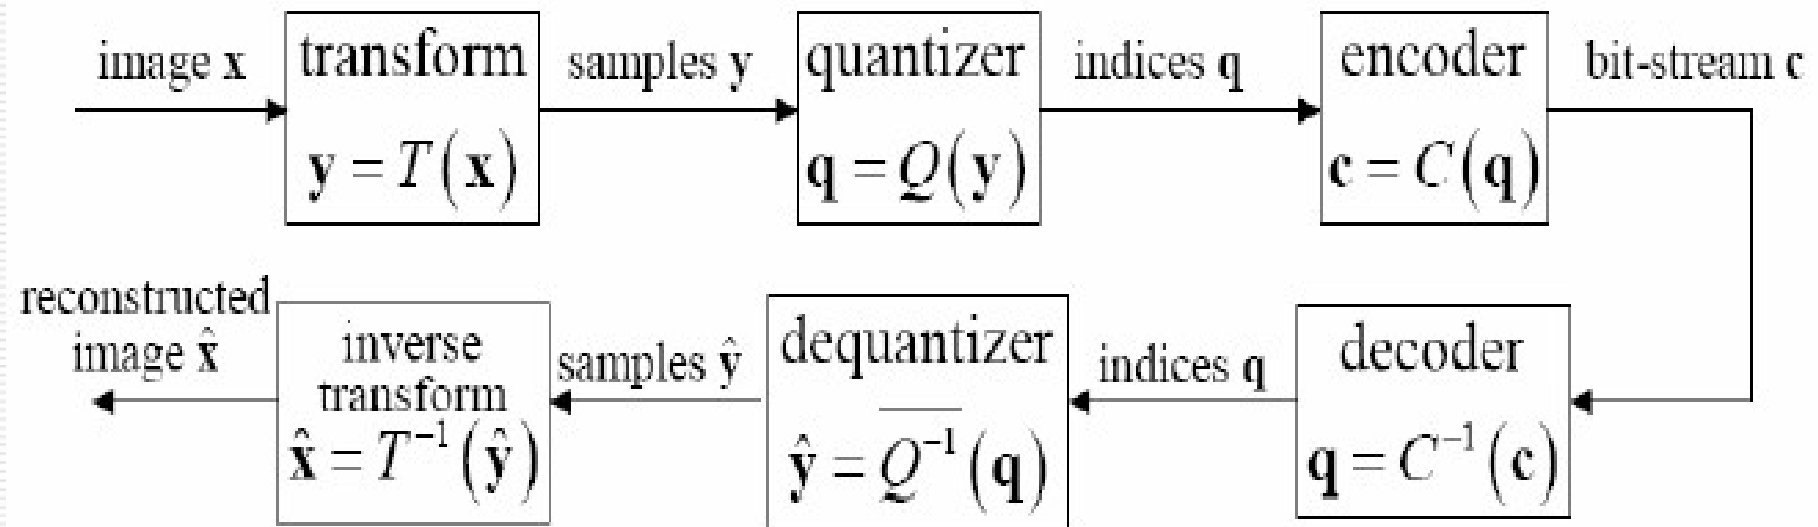 image x
transform
y = T(x)
samples y
quantizer
q = Q(y)
indices q
encoder
c = C(q)
bit-stream c
decoder
q = C⁻¹(c)
indices q
dequantizer
ŷ = Q̅⁻¹(q)
samples ŷ
inverse
transform
x̂ = T⁻¹(ŷ)
reconstructed
image x̂